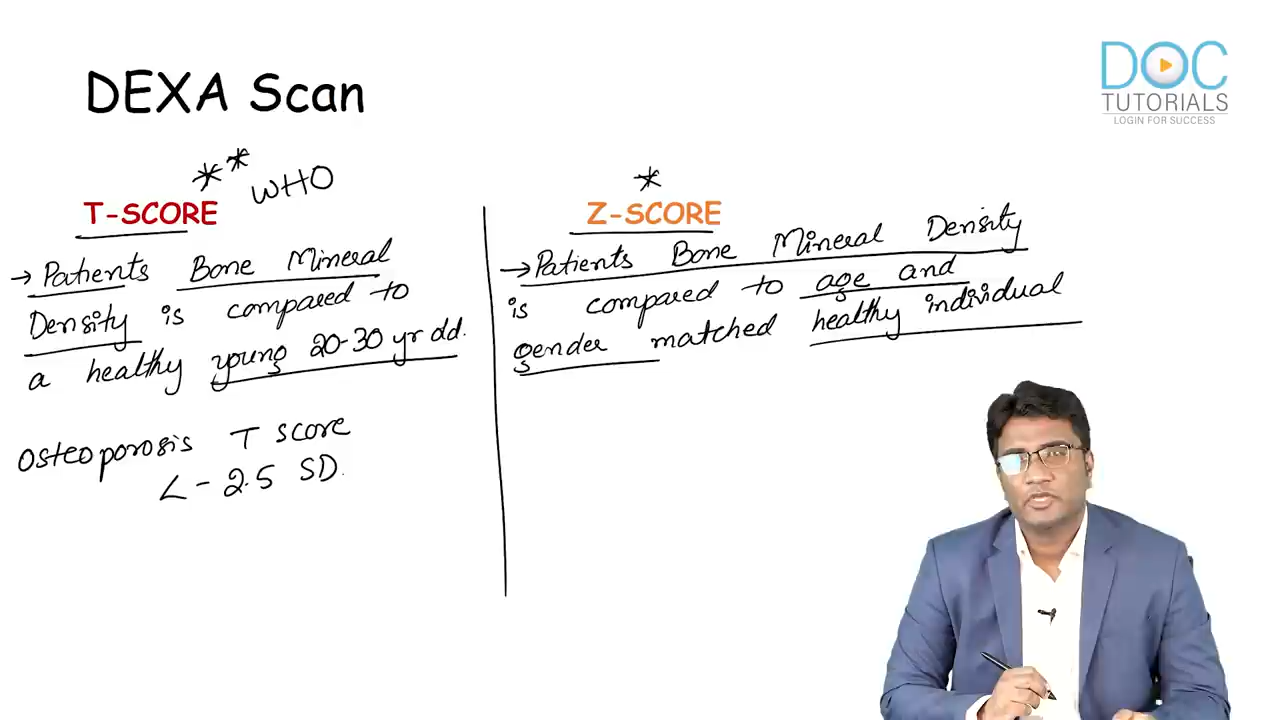 DOC
TUTORIALS
LOGIN FOR SUCCESS
DEXA Scan
** WHO
T-SCORE
→ Patients Bone Mineral
Density is compared to
a healthy young 20-30 yr old.
Osteoporosis T score
< - 2.5 SD.
*
Z-SCORE
→ Patients Bone Mineral Density
is compared to age and
gender matched healthy individual